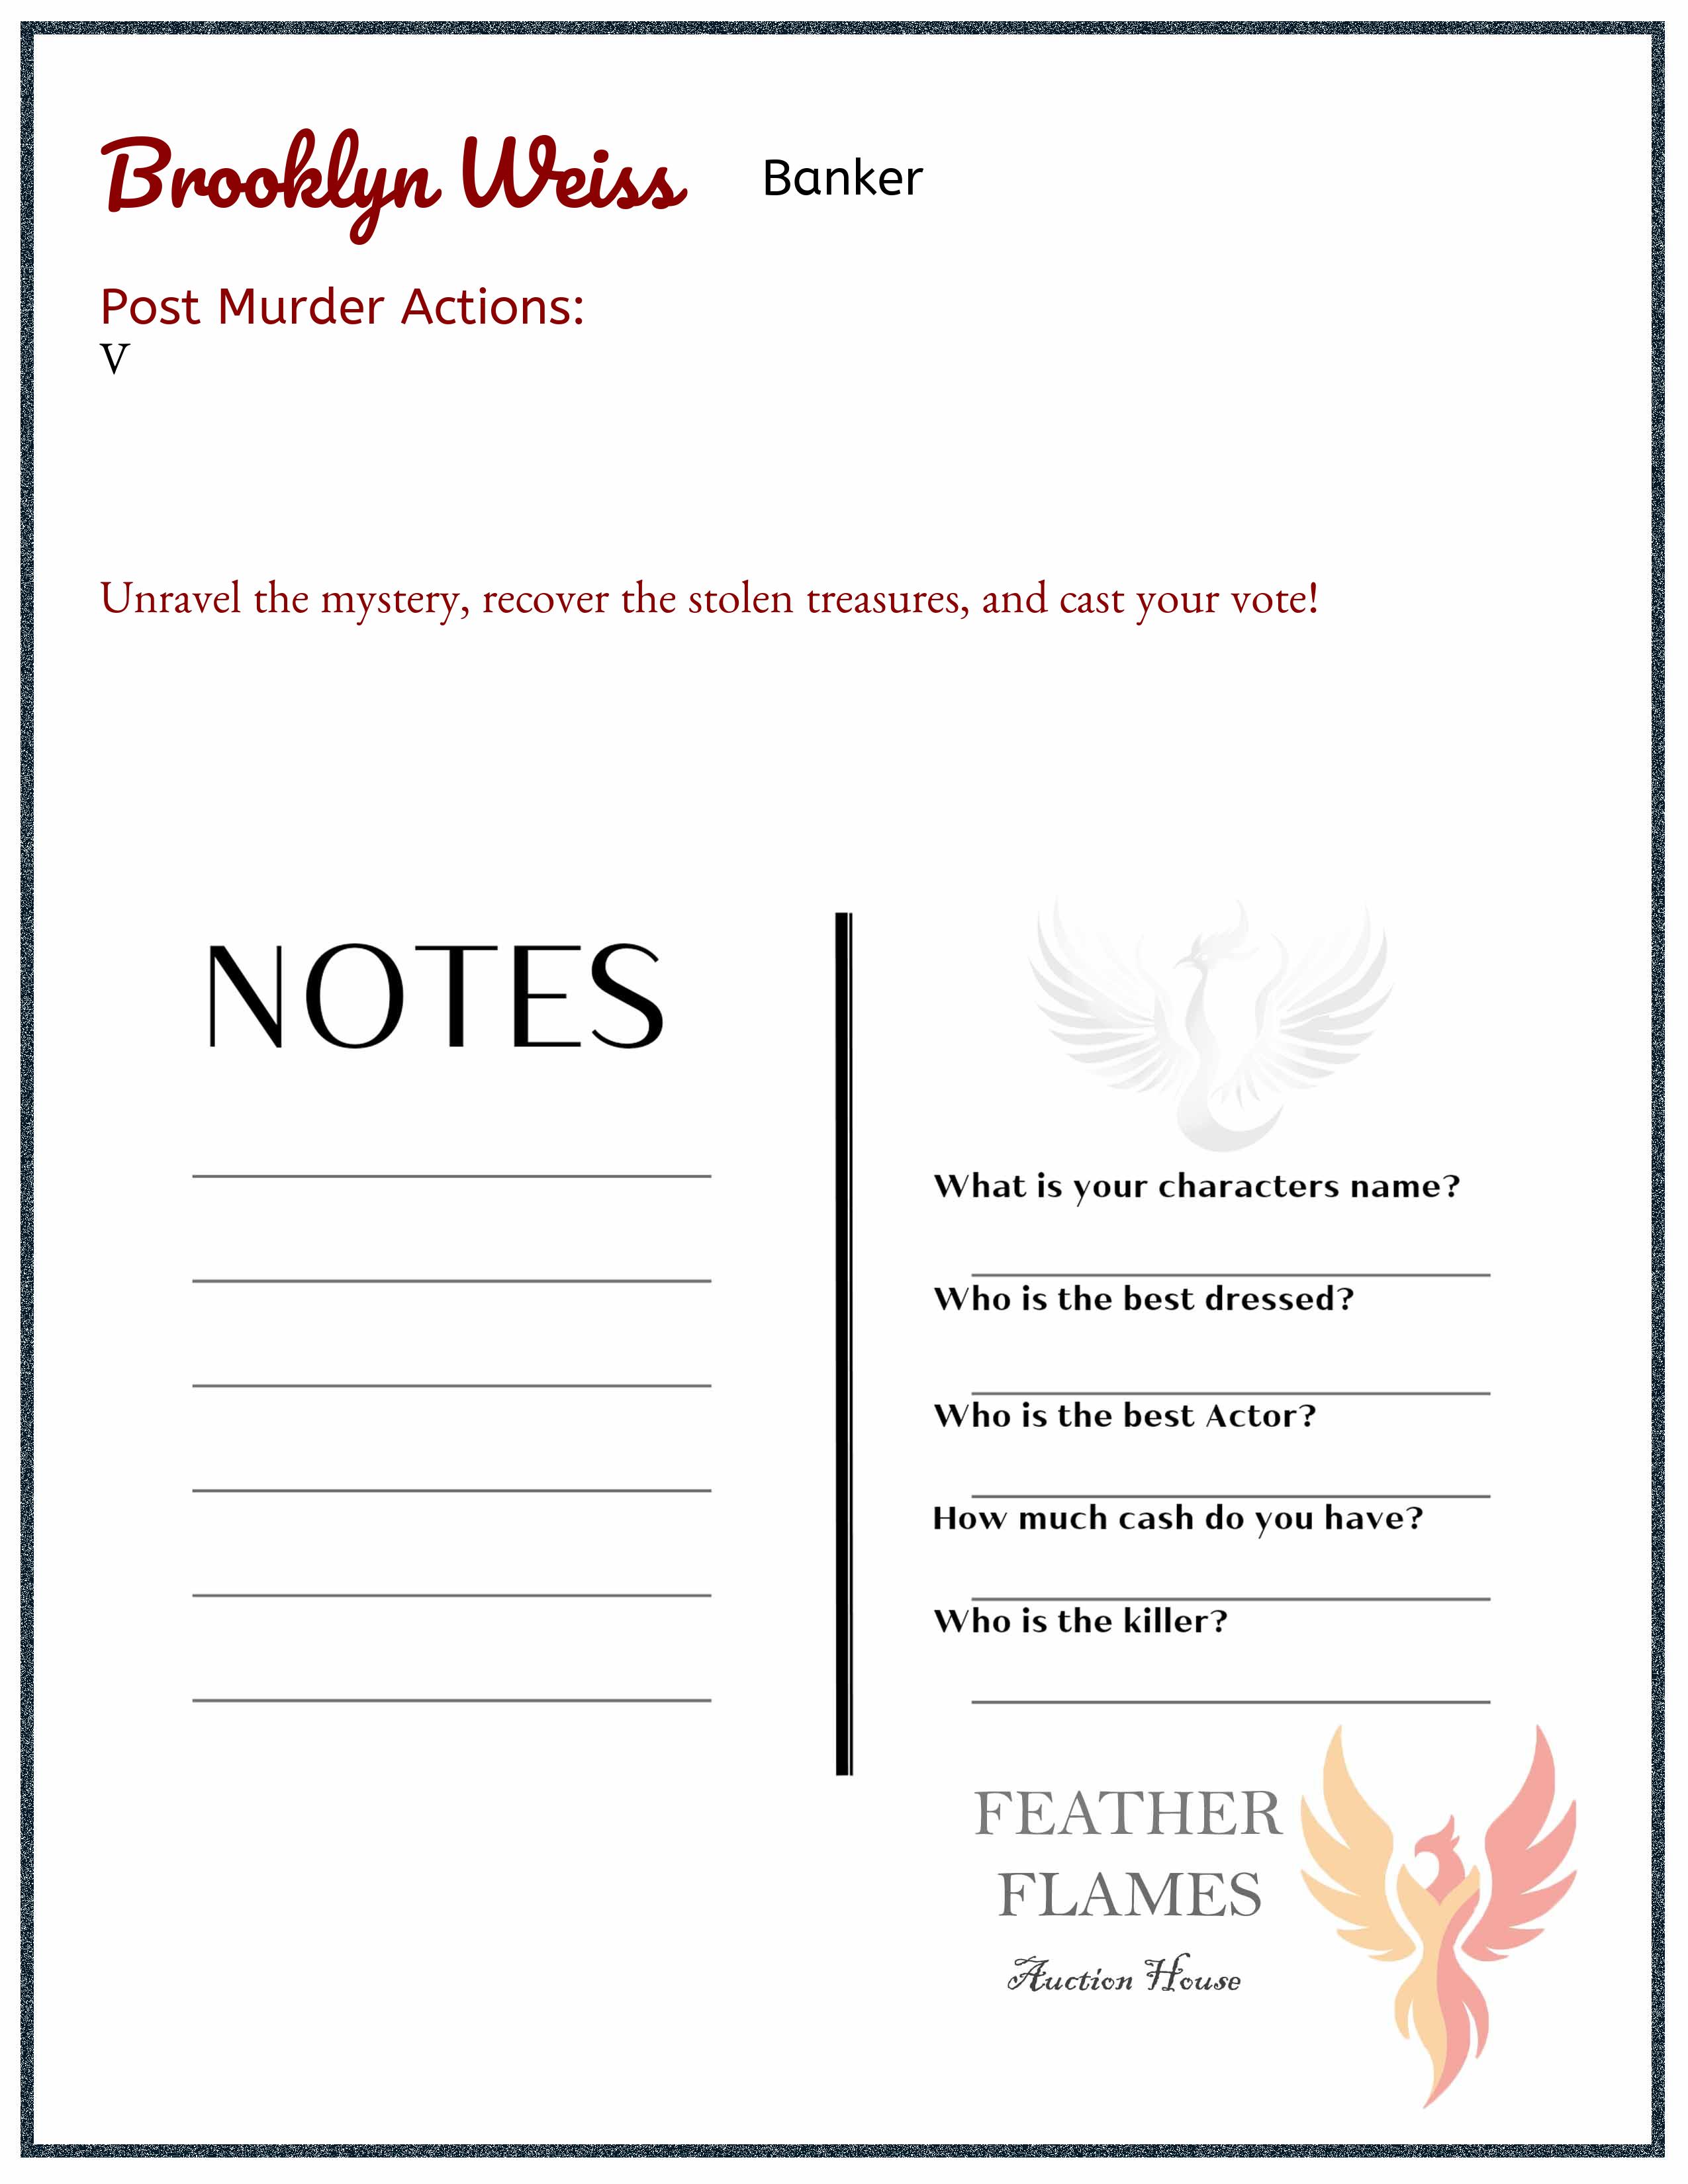 Brooklyn Weiss Banker
Post Murder Actions:
V
Unravel the mystery, recover the stolen treasures, and cast your vote!
NOTES
What is your characters name?
Who is the best dressed?
Who is the best Actor?
How much cash do you have?
Who is the killer?
FEATHER
FLAMES
Auction House